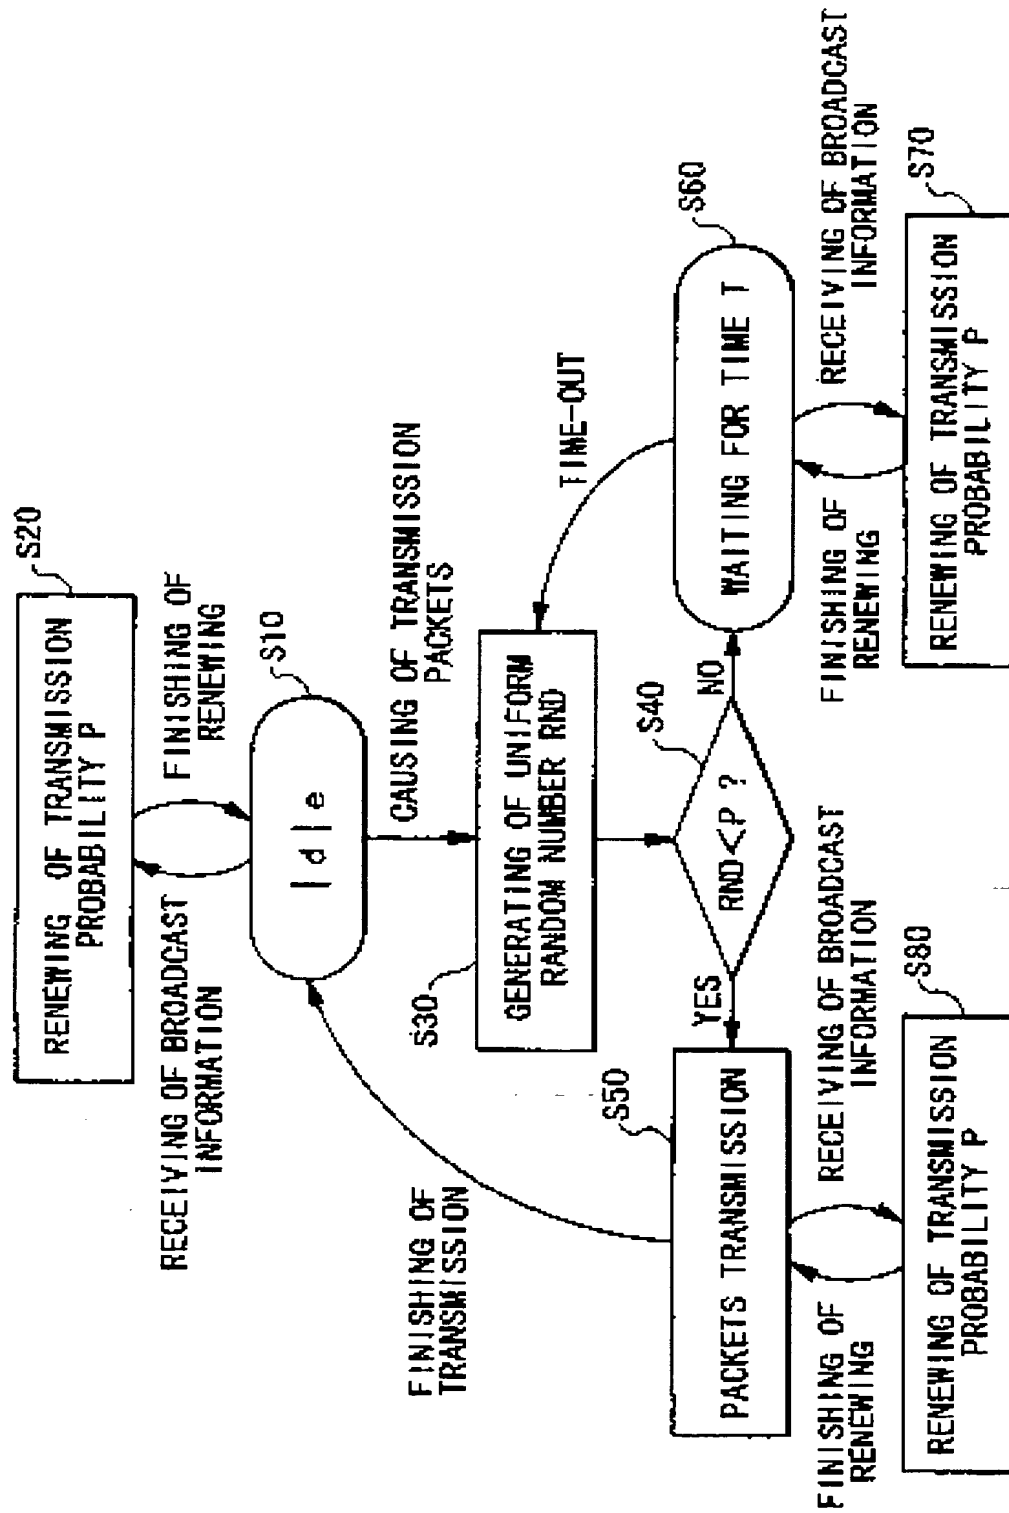 S20
RENEWING OF TRANSMISSION
PROBABILITY P
RECEIVING OF BROADCAST
INFORMATION
FINISHING OF
RENEWING
S10
Idle
CAUSING OF TRANSMISSION
PACKETS
FINISHING OF
TRANSMISSION
S30
GENERATING OF UNIFORM
RANDOM NUMBER RND
TIME-OUT
S40
RND<P ?
YES
NO
S50
PACKETS TRANSMISSION
S60
WAITING FOR TIME T
FINISHING OF
RENEWING
RECEIVING OF BROADCAST
INFORMATION
S80
RENEWING OF TRANSMISSION
PROBABILITY P
FINISHING OF
RENEWING
RECEIVING OF BROADCAST
INFORMATION
S70
RENEWING OF TRANSMISSION
PROBABILITY P